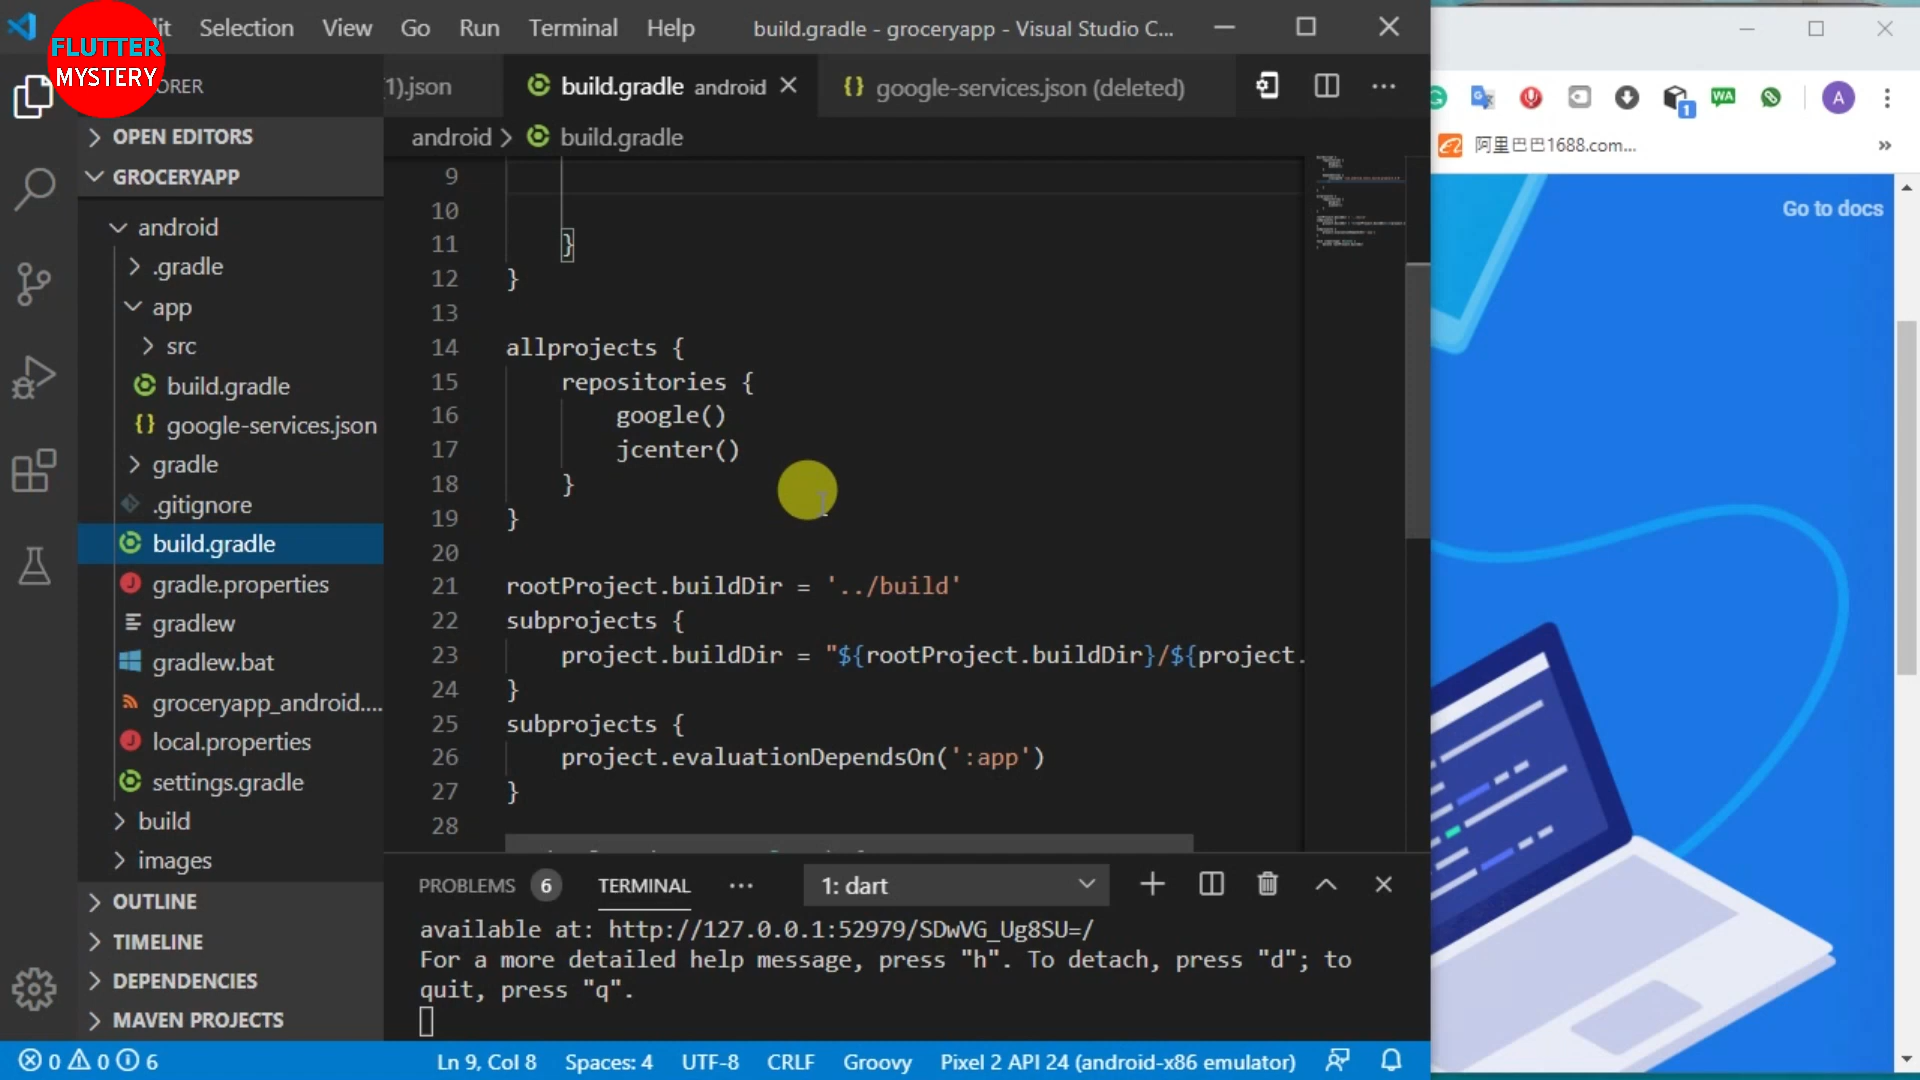 FLUTTER
MYSTERY
it Selection View Go Run Terminal Help
build.gradle - groceryapp - Visual Studio C...
ORER
1).json
build.gradle android
google-services.json (deleted)
android > build.gradle
OPEN EDITORS
GROCERYAPP
android
.gradle
app
src
build.gradle
google-services.json
gradle
.gitignore
build.gradle
gradle.properties
gradlew
gradlew.bat
groceryapp_android....
local.properties
settings.gradle
build
images
OUTLINE
TIMELINE
DEPENDENCIES
MAVEN PROJECTS
9
10
11 }
12 }
13
14 allprojects {
15 repositories {
16 google()
17 jcenter()
18 }
19 }
20
21 rootProject.buildDir = '../build'
22 subprojects {
23 project.buildDir = "${rootProject.buildDir}/${project.
24 }
25 subprojects {
26 project.evaluationDependsOn(':app')
27 }
28
PROBLEMS 6 TERMINAL ... 1: dart
available at: http://127.0.0.1:52979/SDwVG_Ug8SU=/
For a more detailed help message, press "h". To detach, press "d"; to
quit, press "q".
0 0 6
Ln 9, Col 8 Spaces: 4 UTF-8 CRLF Groovy Pixel 2 API 24 (android-x86 emulator)
1
WA
A
阿里巴巴1688.com...
»
Go to docs